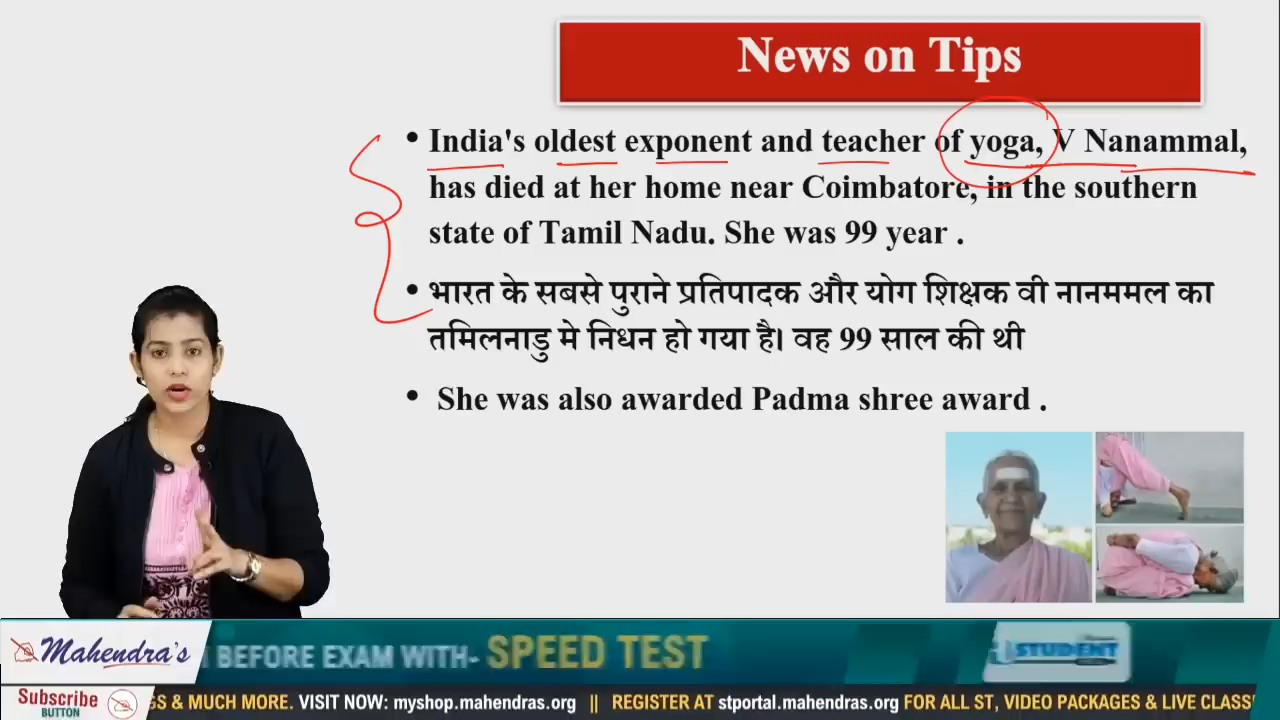 News on Tips
• India's oldest exponent and teacher of yoga, V Nanammal,
has died at her home near Coimbatore, in the southern
state of Tamil Nadu. She was 99 year .
• भारत के सबसे पुराने प्रतिपादक और योग शिक्षक वी नानममल का
तमिलनाडु मे निधन हो गया है। वह 99 साल की थी
• She was also awarded Padma shree award .
Mahendra's
BEFORE EXAM WITH- SPEED TEST
STUDENT
Subscribe
BUTTON
& MUCH MORE. VISIT NOW: myshop.mahendras.org || REGISTER AT stportal.mahendras.org FOR ALL ST, VIDEO PACKAGES & LIVE